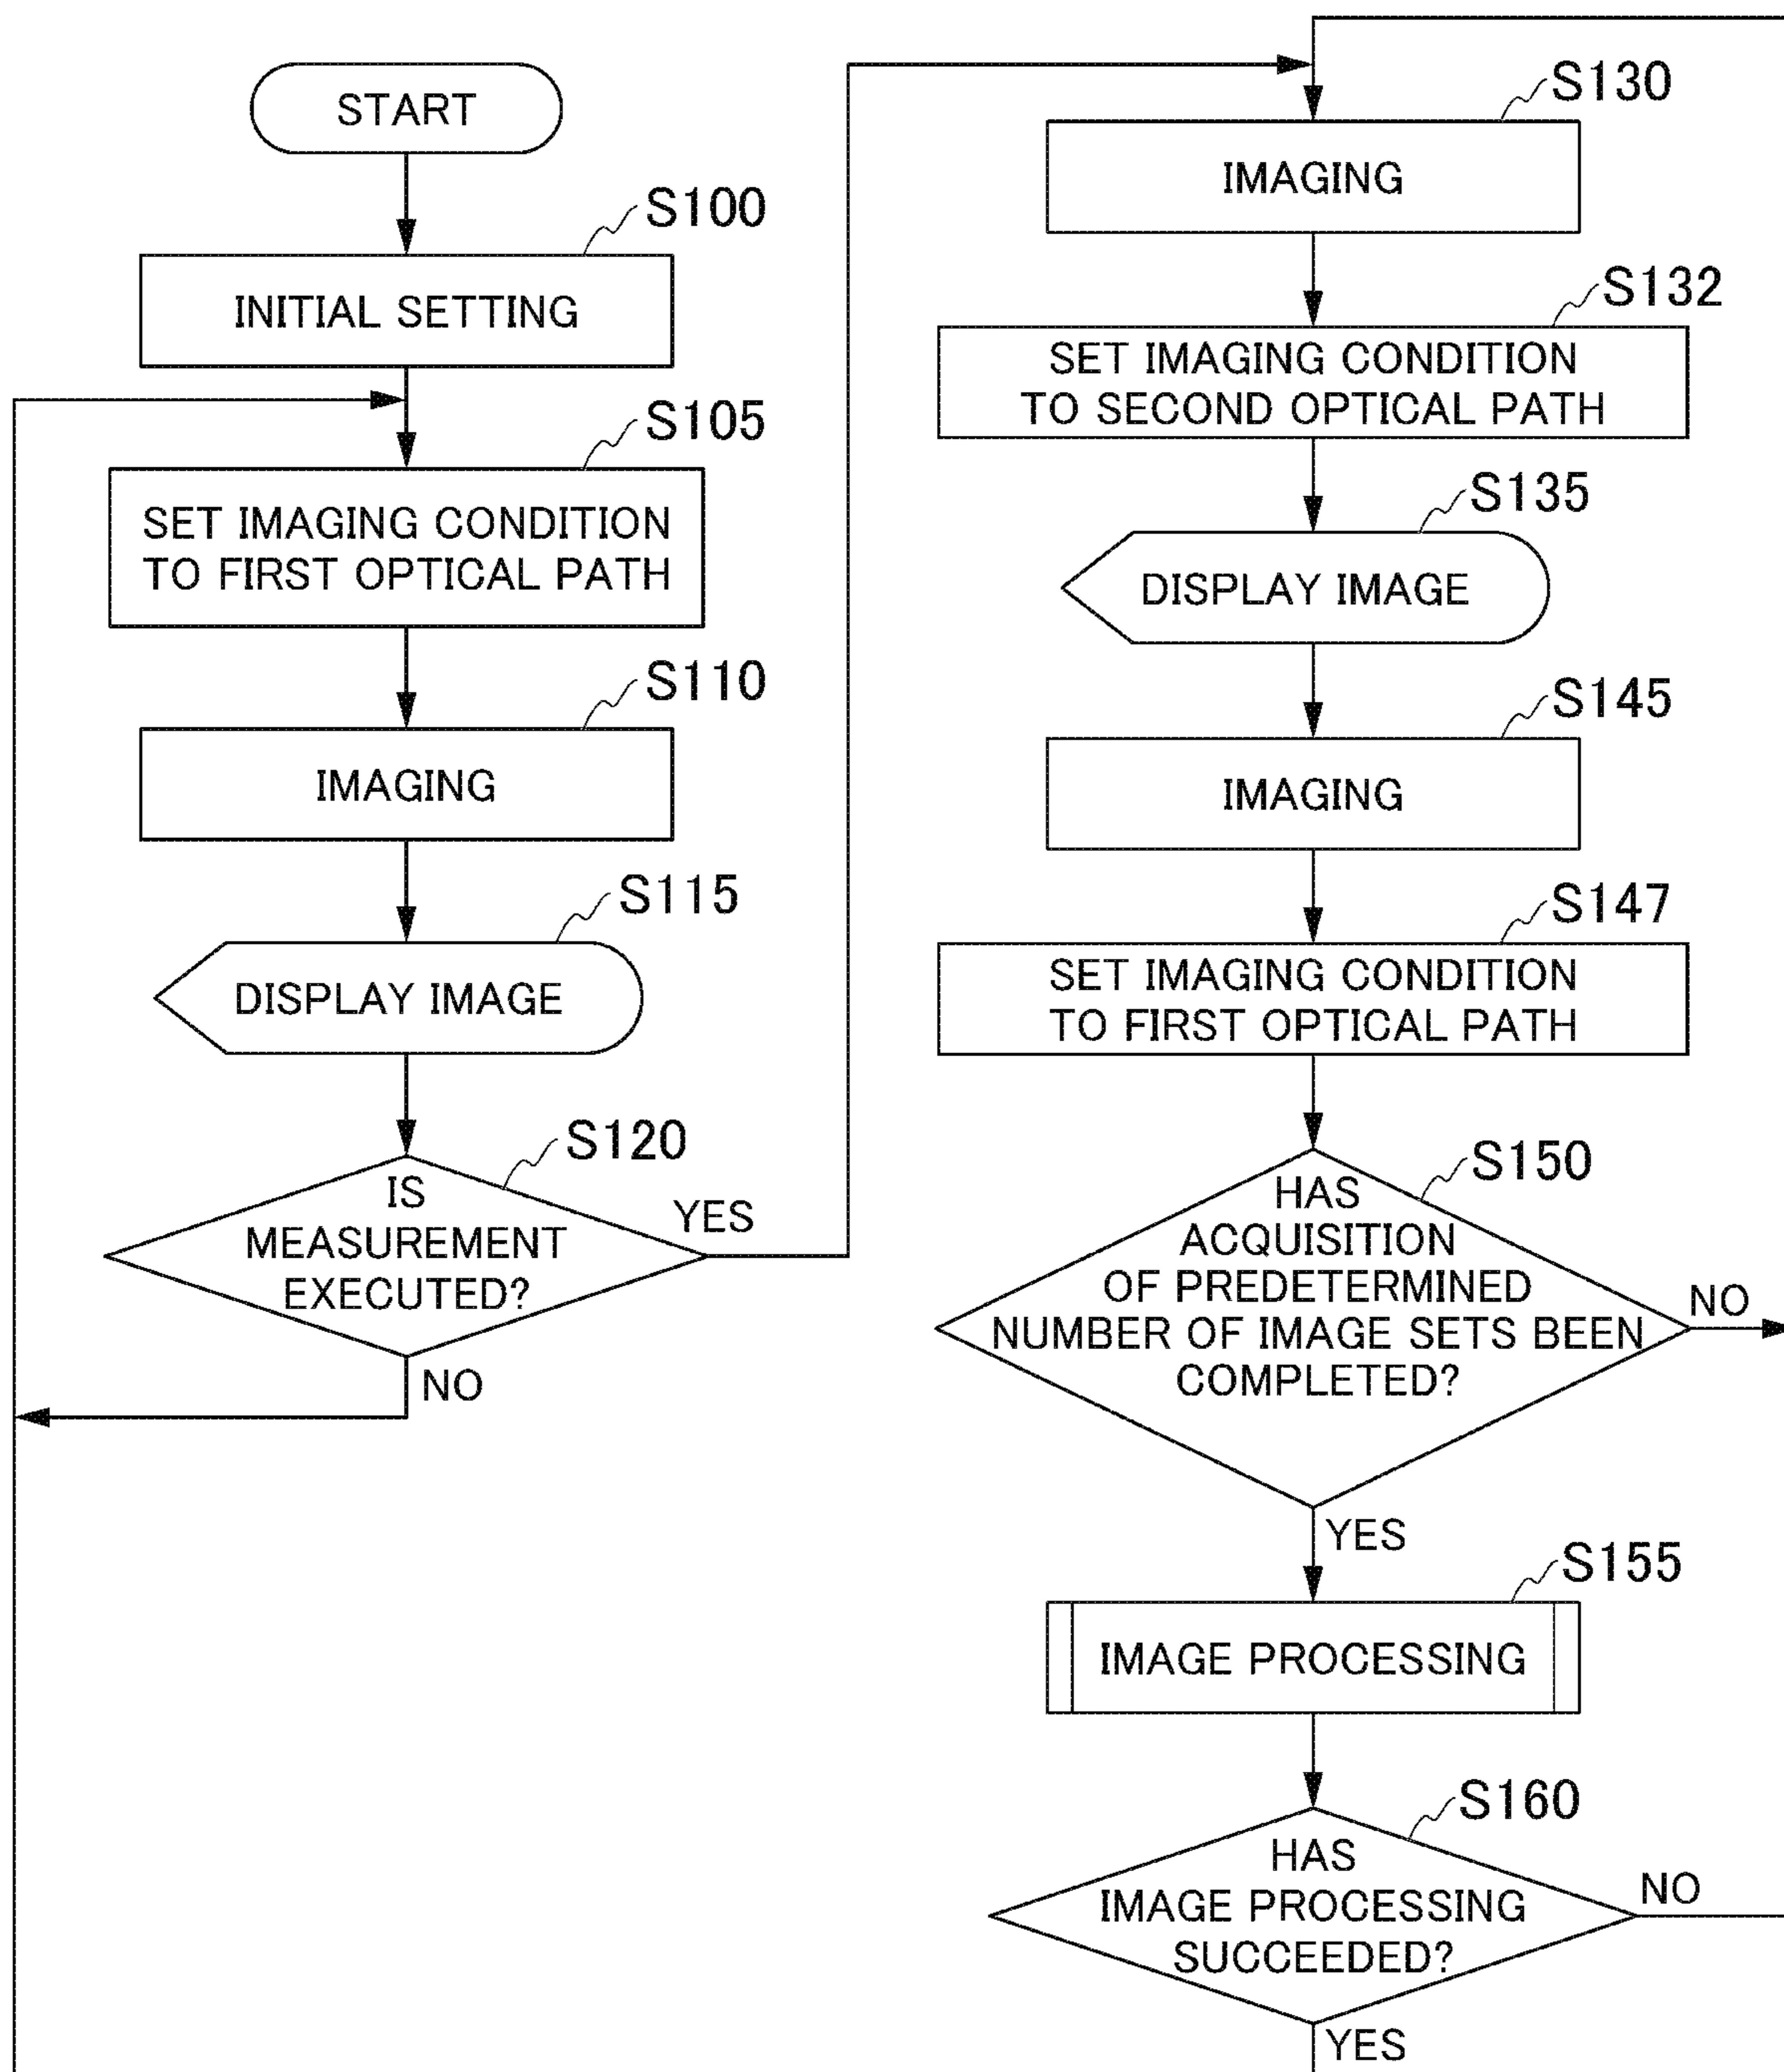 START
S100
INITIAL SETTING
S105
SET IMAGING CONDITION
TO FIRST OPTICAL PATH
S110
IMAGING
S115
DISPLAY IMAGE
S120
IS
MEASUREMENT
EXECUTED?
YES
NO
S130
IMAGING
S132
SET IMAGING CONDITION
TO SECOND OPTICAL PATH
S135
DISPLAY IMAGE
S145
IMAGING
S147
SET IMAGING CONDITION
TO FIRST OPTICAL PATH
S150
HAS
ACQUISITION
OF PREDETERMINED
NUMBER OF IMAGE SETS BEEN
COMPLETED?
NO
YES
S155
IMAGE PROCESSING
S160
HAS
IMAGE PROCESSING
SUCCEEDED?
NO
YES